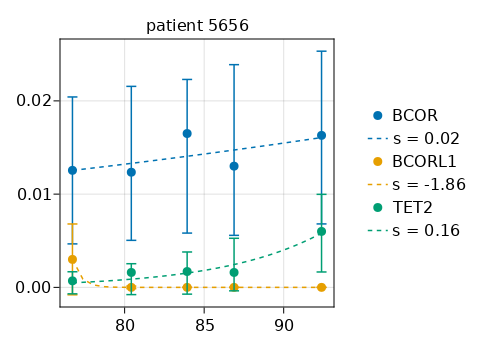 patient 5656
0.02
0.01
0.00
80
85
90
BCOR
s = 0.02
BCORL1
s = -1.86
TET2
s = 0.16